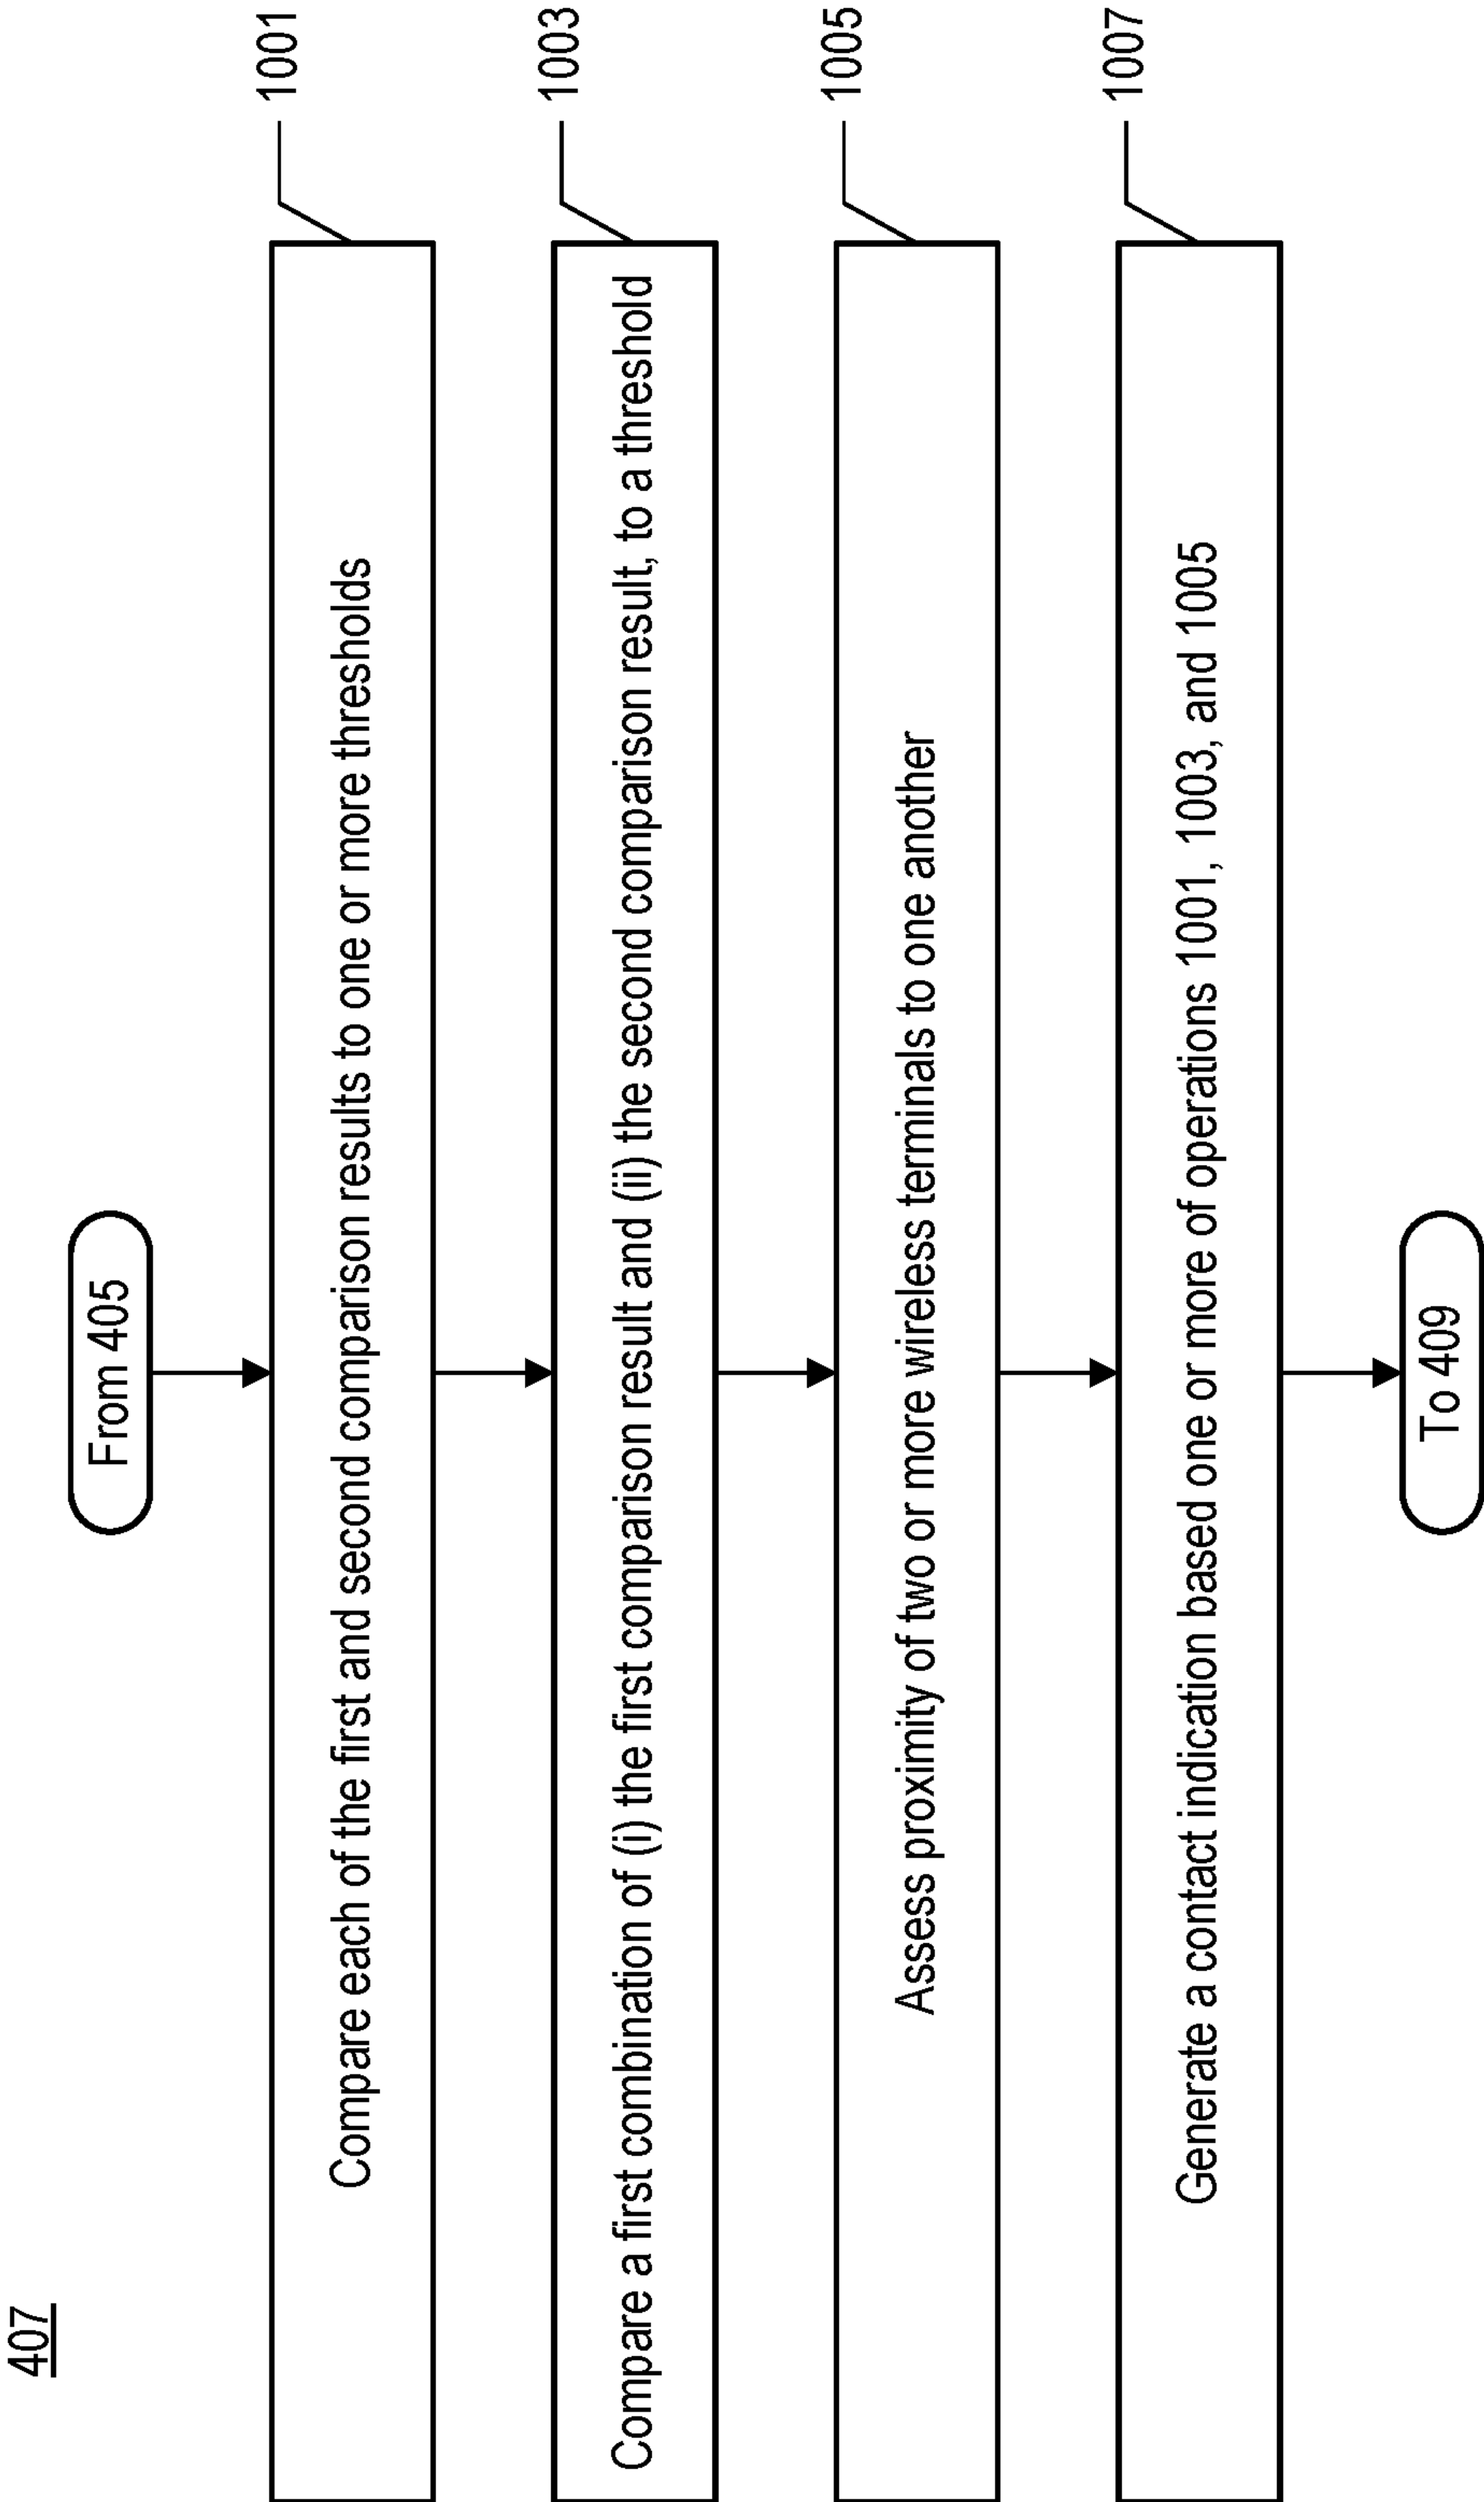 407
From 405
1001
Compare each of the first and second comparison results to one or more thresholds
1003
Compare a first combination of (i) the first comparison result and (ii) the second comparison result, to a threshold
1005
Assess proximity of two or more wireless terminals to one another
1007
Generate a contact indication based one or more of operations 1001, 1003, and 1005
To 409